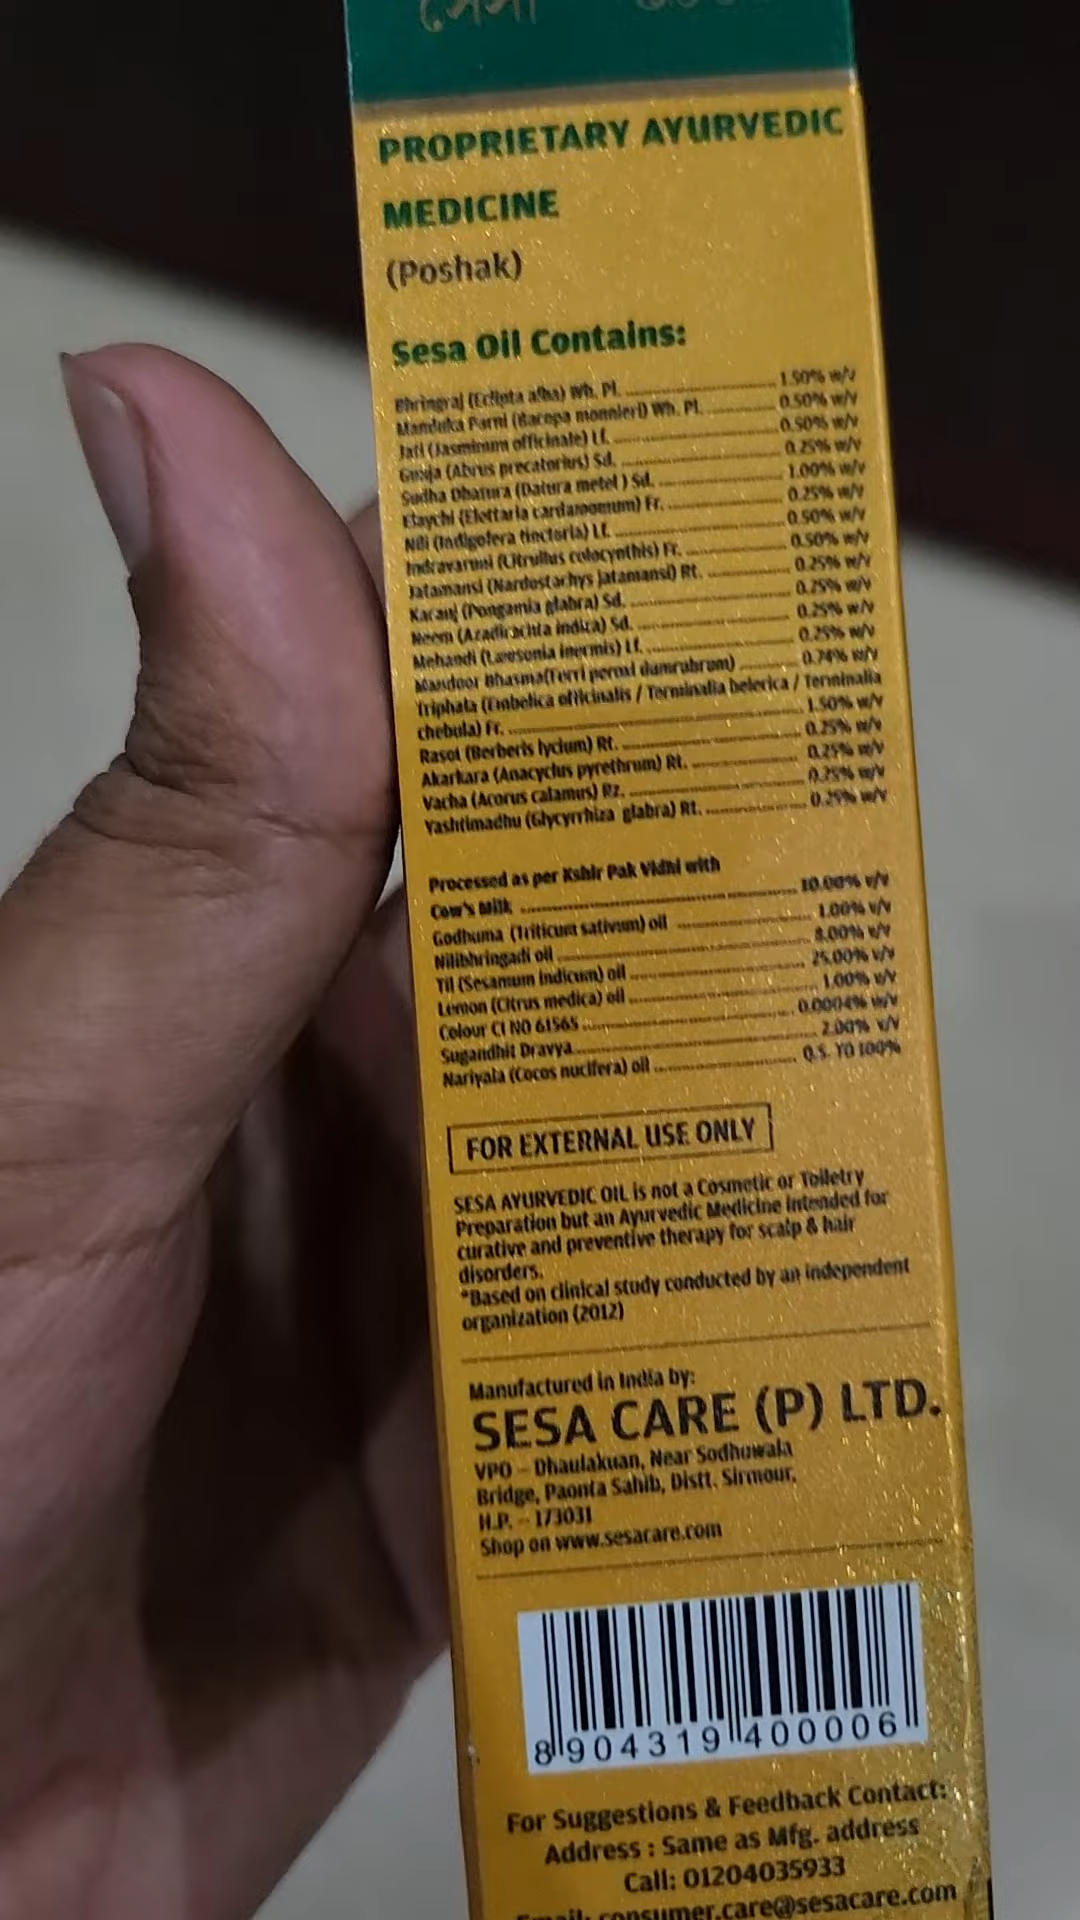 সেসা
PROPRIETARY AYURVEDIC
MEDICINE
(Poshak)
Sesa Oil Contains:
Bhringraj (Eclipta alba) Wh. Pl. 1.50% w/v
Manduka Parni (Bacopa monnieri) Wh. Pl. 0.50% w/v
Jati (Jasminum officinale) Lf. 0.50% w/v
Gunja (Abrus precatorius) Sd. 0.25% w/v
Sudha Dhatura (Datura metel ) Sd. 1.00% w/v
Elaychi (Elettaria cardamomum) Fr. 0.25% w/v
Nili (Indigofera tinctoria) Lf. 0.50% w/v
Indravaruni (Citrullus colocynthis) Fr. 0.50% w/v
Jatamansi (Nardostachys jatamansi) Rt. 0.25% w/v
Karanj (Pongamia glabra) Sd. 0.25% w/v
Neem (Azadirachta indica) Sd. 0.25% w/v
Mehandi (Lawsonia inermis) Lf. 0.25% w/v
Mandoor Bhasma(Ferri peroxi dumrubrum) 0.74% w/v
Triphala (Embelica officinalis / Terminalia belerica / Terminalia
chebula) Fr. 1.50% w/v
Rasot (Berberis lycium) Rt. 0.25% w/v
Akarkara (Anacyclus pyrethrum) Rt. 0.25% w/v
Vacha (Acorus calamus) Rz. 0.25% w/v
Yashtimadhu (Glycyrrhiza glabra) Rt. 0.25% w/v
Processed as per Kshir Pak Vidhi with
Cow's Milk 10.00% v/v
Godhuma (Triticum sativum) oil 1.00% v/v
Nilibhringadi oil 8.00% v/v
Til (Sesamum indicum) oil 25.00% v/v
Lemon (Citrus medica) oil 1.00% v/v
Colour CI NO 61565 0.0004% w/v
Sugandhit Dravya 2.00% v/v
Nariyala (Cocos nucifera) oil Q.S. TO 100%
FOR EXTERNAL USE ONLY
SESA AYURVEDIC OIL is not a Cosmetic or Toiletry
Preparation but an Ayurvedic Medicine intended for
curative and preventive therapy for scalp & hair
disorders.
*Based on clinical study conducted by an independent
organization (2012)
Manufactured in India by:
SESA CARE (P) LTD.
VPO - Dhaulakuan, Near Sodhuwala
Bridge, Paonta Sahib, Distt. Sirmour,
H.P. - 173031
Shop on www.sesacare.com
8 904319 400006
For Suggestions & Feedback Contact:
Address : Same as Mfg. address
Call: 01204035933
Email: consumer.care@sesacare.com